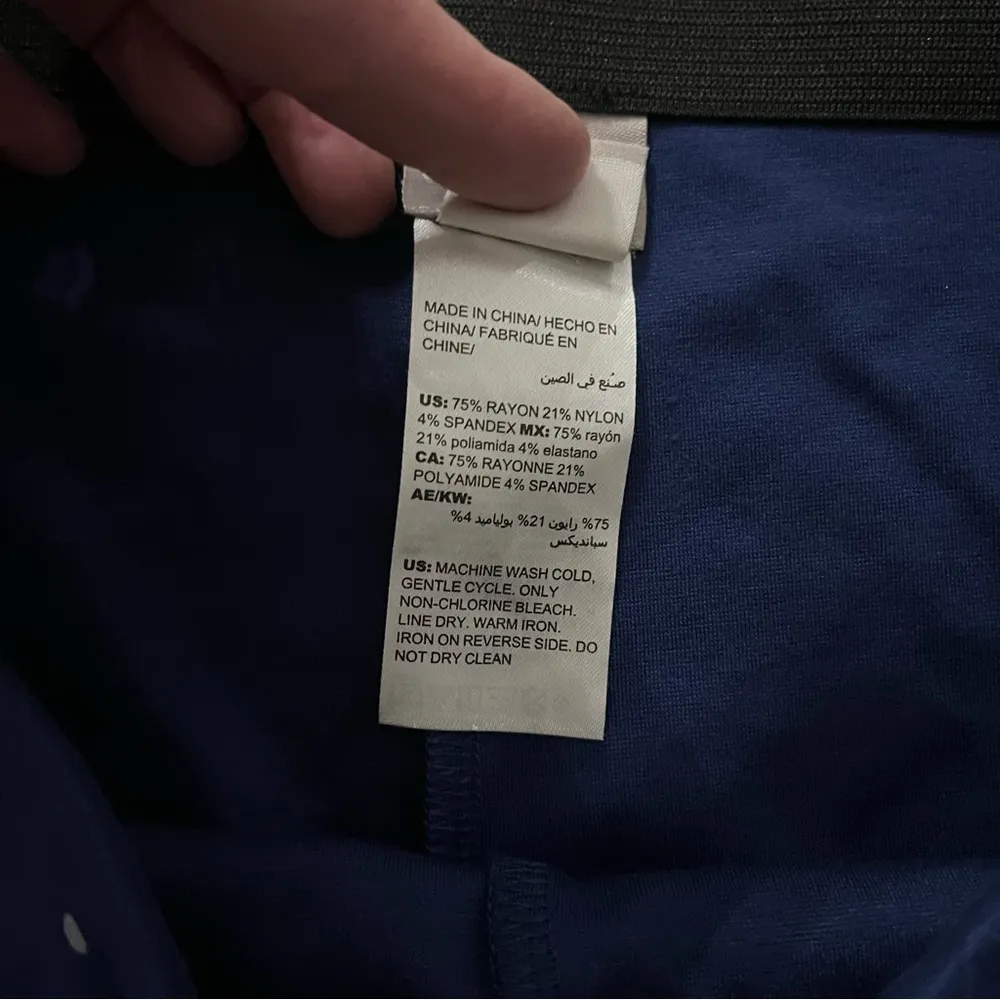 MADE IN CHINA/ HECHO EN
CHINA/ FABRIQUÉ EN
CHINE/
صُنع في الصين
US: 75% RAYON 21% NYLON
4% SPANDEX MX: 75% rayón
21% poliamida 4% elastano
CA: 75% RAYONNE 21%
POLYAMIDE 4% SPANDEX
AE/KW:
75% رايون 21% بولياميد 4%
سبانديكس
US: MACHINE WASH COLD,
GENTLE CYCLE. ONLY
NON-CHLORINE BLEACH.
LINE DRY. WARM IRON.
IRON ON REVERSE SIDE. DO
NOT DRY CLEAN